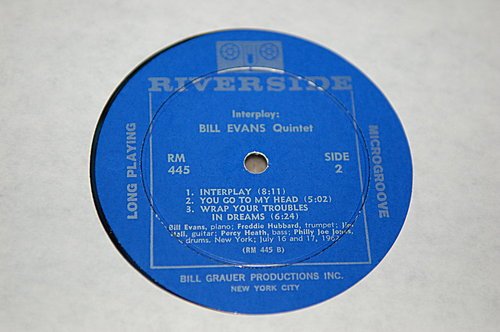 RIVERSIDE
Interplay:
BILL EVANS Quintet
LONG PLAYING
MICROGROOVE
RM
445
SIDE
2
1. INTERPLAY (8:11)
2. YOU GO TO MY HEAD (5:02)
3. WRAP YOUR TROUBLES
IN DREAMS (6:24)
Bill Evans, piano; Freddie Hubbard, trumpet; Jim
Hall, guitar; Percy Heath, bass; Philly Joe Jones,
drums. New York; July 16 and 17,
(RM 445 B)
BILL GRAUER PRODUCTIONS INC.
NEW YORK CITY